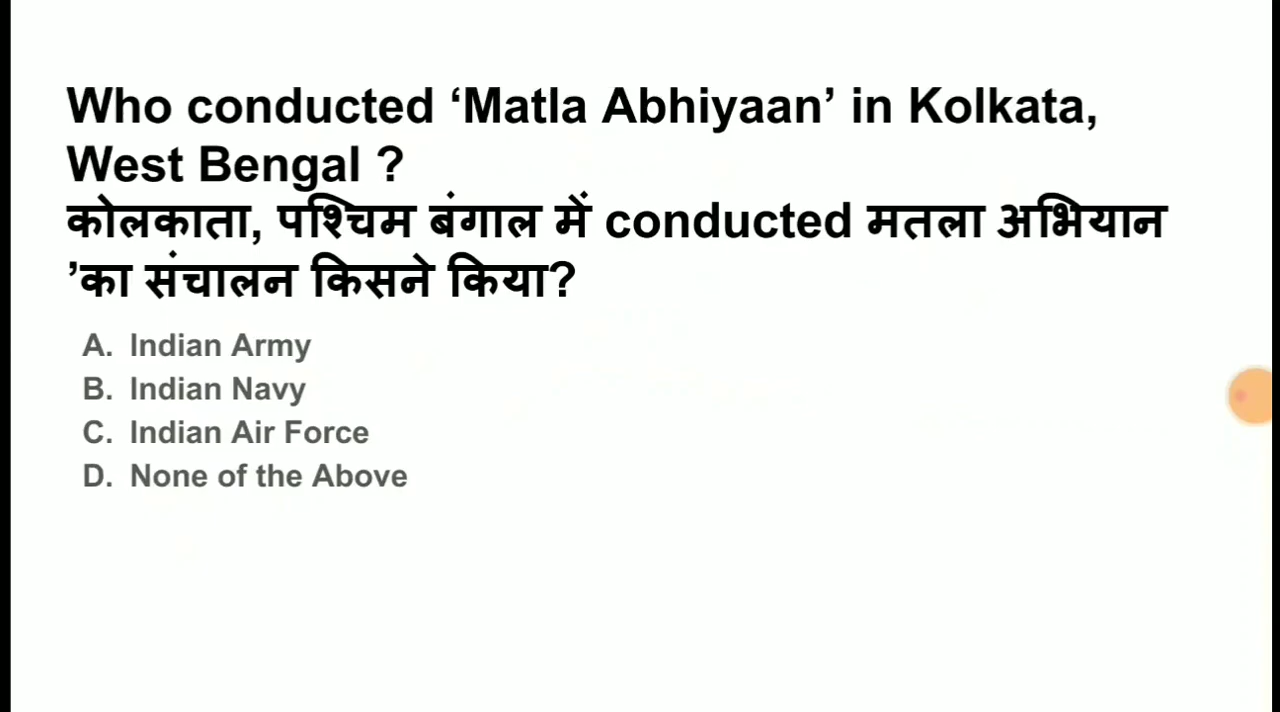 Who conducted ‘Matla Abhiyaan’ in Kolkata,
West Bengal ?
कोलकाता, पश्चिम बंगाल में conducted मतला अभियान
’का संचालन किसने किया?
A. Indian Army
B. Indian Navy
C. Indian Air Force
D. None of the Above